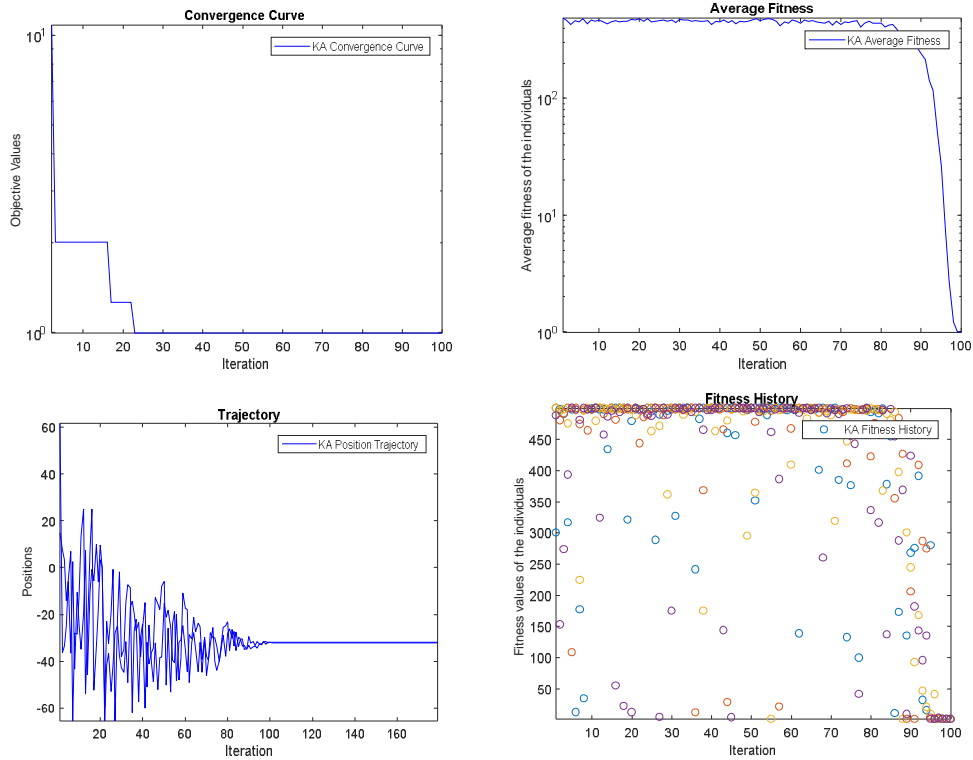 Convergence Curve
KA Convergence Curve
10^1
10^0
Objective Values
10 20 30 40 50 60 70 80 90 100
Iteration
Average Fitness
KA Average Fitness
10^2
10^1
10^0
Average fitness of the individuals
10 20 30 40 50 60 70 80 90 100
Iteration
Trajectory
KA Position Trajectory
60
40
20
0
-20
-40
-60
Positions
20 40 60 80 100 120 140 160
Iteration
Fitness History
KA Fitness History
450
400
350
300
250
200
150
100
50
Fitness values of the individuals
10 20 30 40 50 60 70 80 90 100
Iteration